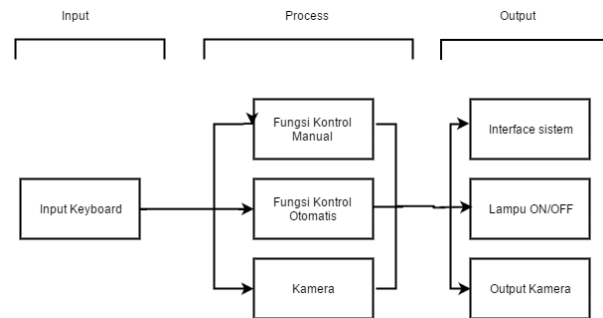 Input
Process
Output
Input Keyboard
Fungsi Kontrol
Manual
Fungsi Kontrol
Otomatis
Kamera
Interface sistem
Lampu ON/OFF
Output Kamera